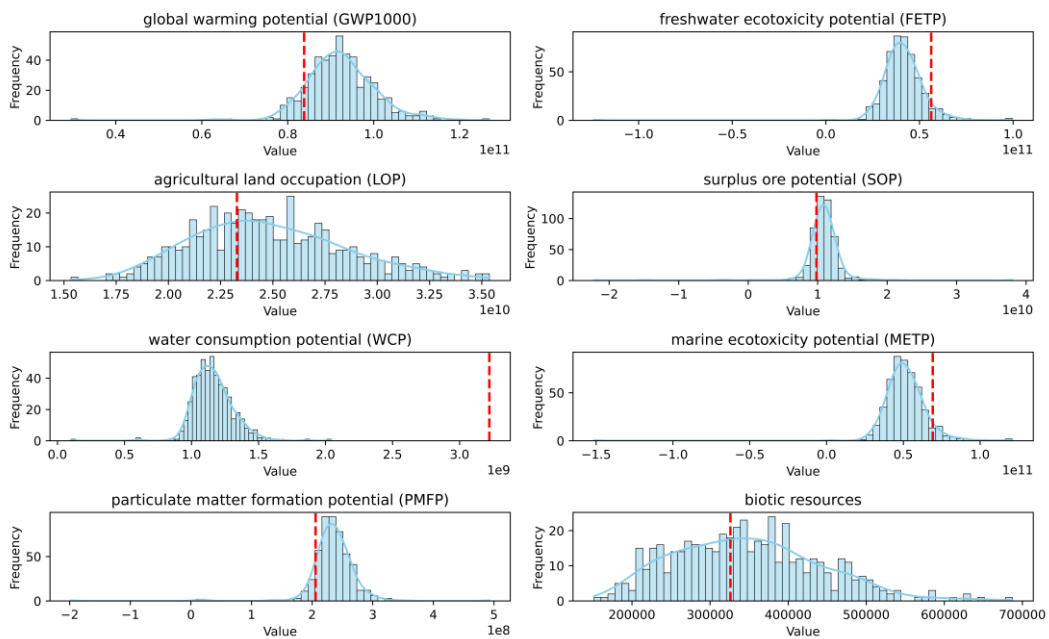 global warming potential (GWP1000)
Frequency
40
20
0
0.4 0.6 0.8 1.0 1.2
1e11
Value
freshwater ecotoxicity potential (FETP)
Frequency
50
0
−1.0 −0.5 0.0 0.5 1.0
1e11
Value
agricultural land occupation (LOP)
Frequency
20
10
0
1.50 1.75 2.00 2.25 2.50 2.75 3.00 3.25 3.50
1e10
Value
surplus ore potential (SOP)
Frequency
100
50
0
−2 −1 0 1 2 3 4
1e10
Value
water consumption potential (WCP)
Frequency
40
20
0
0.0 0.5 1.0 1.5 2.0 2.5 3.0
1e9
Value
marine ecotoxicity potential (METP)
Frequency
50
0
−1.5 −1.0 −0.5 0.0 0.5 1.0
1e11
Value
particulate matter formation potential (PMFP)
Frequency
50
0
−2 −1 0 1 2 3 4 5
1e8
Value
biotic resources
Frequency
20
10
0
200000 300000 400000 500000 600000 700000
Value